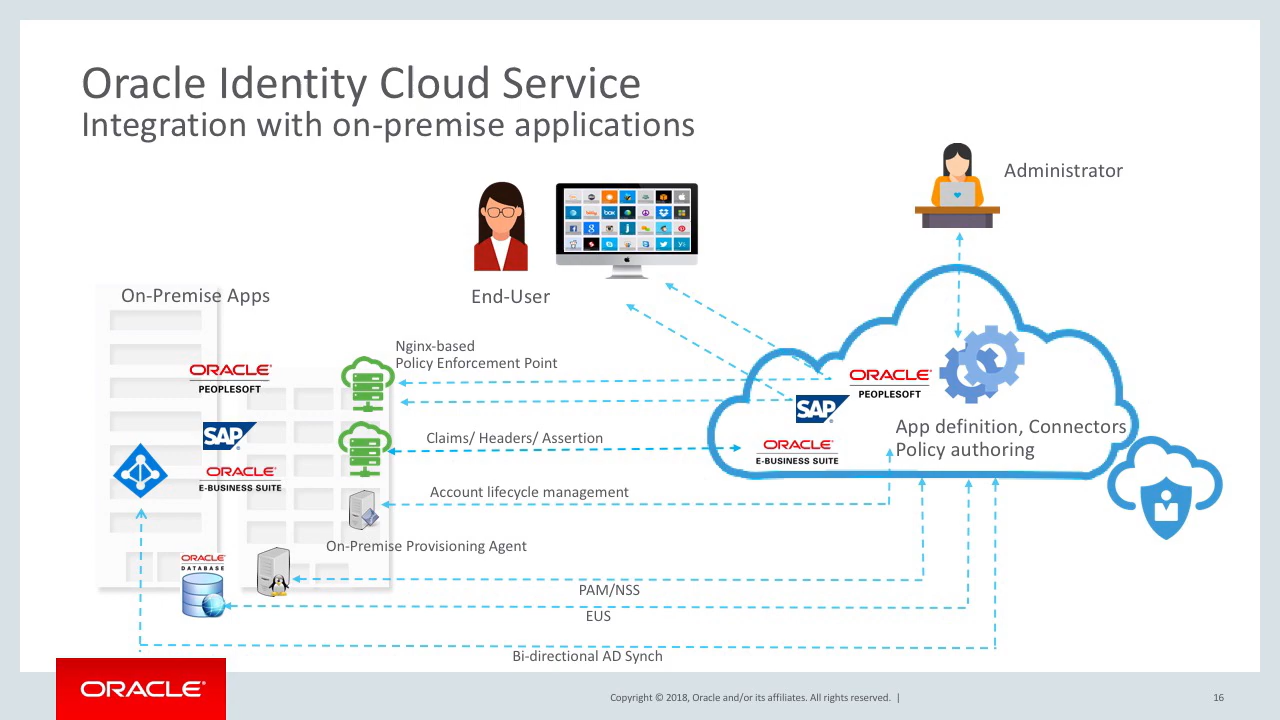 Oracle Identity Cloud Service
Integration with on-premise applications
Administrator
On-Premise Apps
End-User
Nginx-based
Policy Enforcement Point
ORACLE®
PEOPLESOFT
ORACLE®
PEOPLESOFT
SAP
SAP
App definition, Connectors
Policy authoring
Claims/ Headers/ Assertion
ORACLE®
E-BUSINESS SUITE
ORACLE®
E-BUSINESS SUITE
Account lifecycle management
On-Premise Provisioning Agent
ORACLE®
DATABASE
PAM/NSS
EUS
Bi-directional AD Synch
ORACLE®
Copyright © 2018, Oracle and/or its affiliates. All rights reserved. |
16